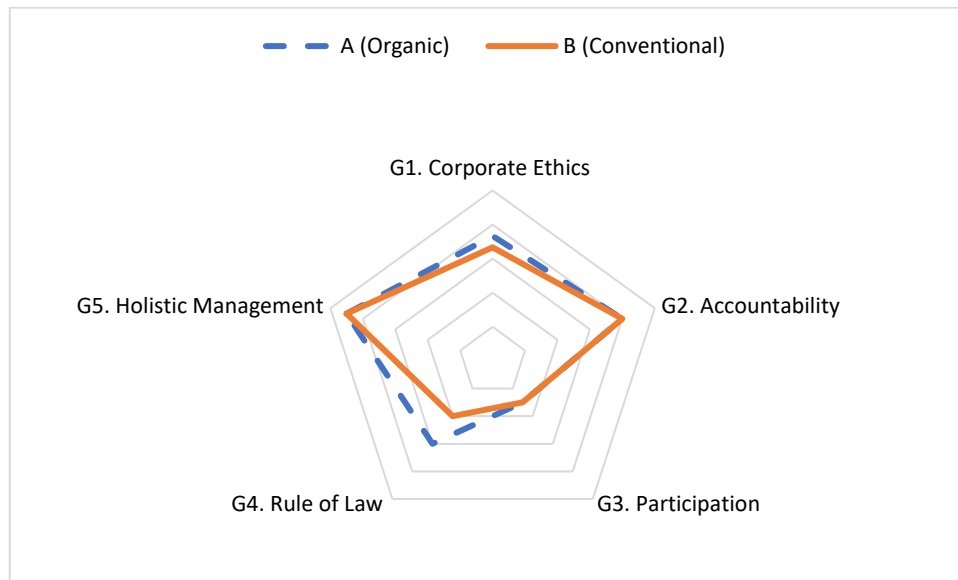 A (Organic)
B (Conventional)
G1. Corporate Ethics
G5. Holistic Management
G2. Accountability
G4. Rule of Law
G3. Participation